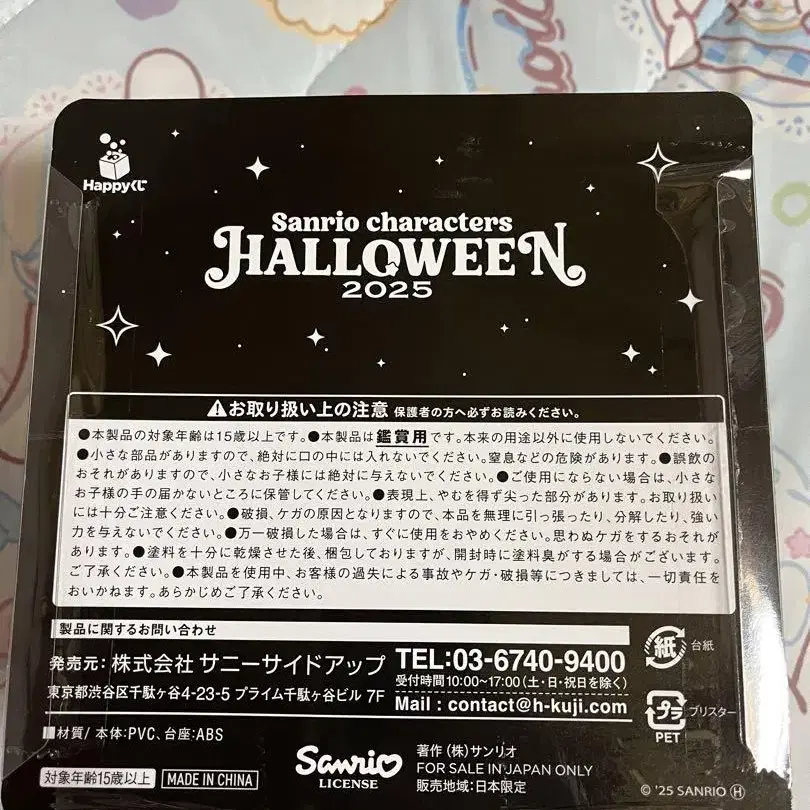 Happyくじ
Sanrio characters
HALLOWEEN
2025
⚠お取り扱い上の注意 保護者の方へ必ずお読みください。
●本製品の対象年齢は15歳以上です。●本製品は鑑賞用です。本来の用途以外に使用しないでください。
●小さな部品がありますので、絶対に口の中には入れないでください。窒息などの危険があります。●誤飲の
おそれがありますので、小さなお子様には絶対に与えないでください。●ご使用にならない場合は、小さな
お子様の手の届かないところに保管してください。●表現上、やむを得ず尖った部分があります。お取り扱い
には十分ご注意ください。●破損、ケガの原因となりますので、本品を無理に引っ張ったり、分解したり、強い
力を与えないでください。●万一破損した場合は、すぐに使用をおやめください。思わぬケガをするおそれが
あります。●塗料を十分に乾燥させた後、梱包しておりますが、開封時に塗料臭がする場合がございます。
ご了承ください。●本製品を使用中、お客様の過失による事故やケガ・破損等につきましては、一切責任を
おいかねます。あらかじめご了承ください。
製品に関するお問い合わせ
発売元:株式会社 サニーサイドアップ
東京都渋谷区千駄ヶ谷4-23-5 プライム千駄ヶ谷ビル 7F
TEL:03-6740-9400
受付時間10:00~17:00(土・日・祝日を除く)
Mail : contact@h-kuji.com
紙 台紙
プラ ブリスター
PET
■材質/ 本体:PVC、台座:ABS
対象年齢15歳以上 MADE IN CHINA
Sanrio
LICENSE
著作 (株)サンリオ
FOR SALE IN JAPAN ONLY
販売地域:日本限定
© '25 SANRIO Ⓗ